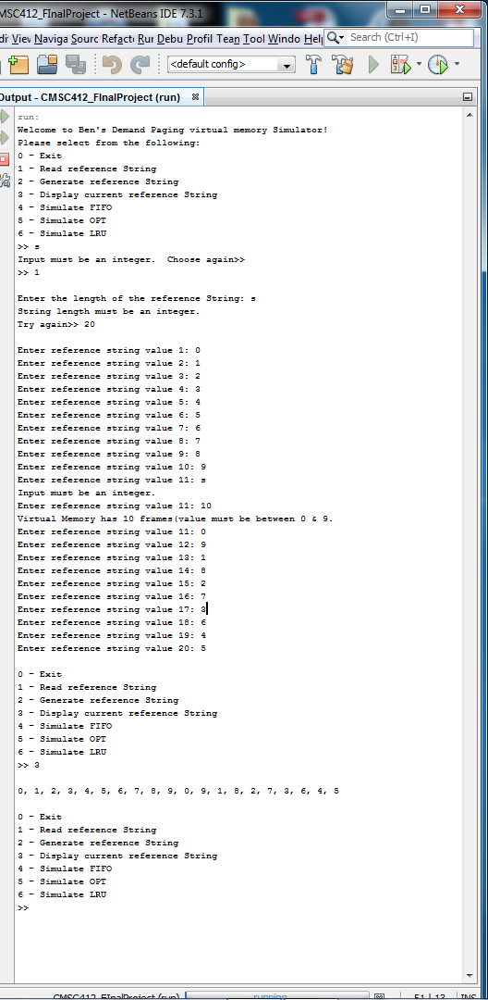 MSC412_FInalProject - NetBeans IDE 7.3.1
View Naviga Sourc Refact Debu Profil Tean Tool Windo Help Search (Ctrl+I)
<default config>
Output - CMSC412_FInalProject (run)
run:
Welcome to Ben's Demand Paging virtual memory Simulator!
Please select from the following:
0 - Exit
1 - Read reference String
2 - Generate reference String
3 - Display current reference String
4 - Simulate FIFO
5 - Simulate OPT
6 - Simulate LRU
>> s
Input must be an integer.  Choose again>>
>> 1
Enter the length of the reference String: s
String length must be an integer.
Try again>> 20
Enter reference string value 1: 0
Enter reference string value 2: 1
Enter reference string value 3: 2
Enter reference string value 4: 3
Enter reference string value 5: 4
Enter reference string value 6: 5
Enter reference string value 7: 6
Enter reference string value 8: 7
Enter reference string value 9: 8
Enter reference string value 10: 9
Enter reference string value 11: s
Input must be an integer.
Enter reference string value 11: 10
Virtual Memory has 10 frames(value must be between 0 & 9.
Enter reference string value 11: 0
Enter reference string value 12: 9
Enter reference string value 13: 1
Enter reference string value 14: 8
Enter reference string value 15: 2
Enter reference string value 16: 7
Enter reference string value 17: 3
Enter reference string value 18: 6
Enter reference string value 19: 4
Enter reference string value 20: 5
0 - Exit
1 - Read reference String
2 - Generate reference String
3 - Display current reference String
4 - Simulate FIFO
5 - Simulate OPT
6 - Simulate LRU
>> 3
0, 1, 2, 3, 4, 5, 6, 7, 8, 9, 0, 9, 1, 8, 2, 7, 3, 6, 4, 5
0 - Exit
1 - Read reference String
2 - Generate reference String
3 - Display current reference String
4 - Simulate FIFO
5 - Simulate OPT
6 - Simulate LRU
>>
CMSC412_FInalProject (run) running... 51 | 13 INS